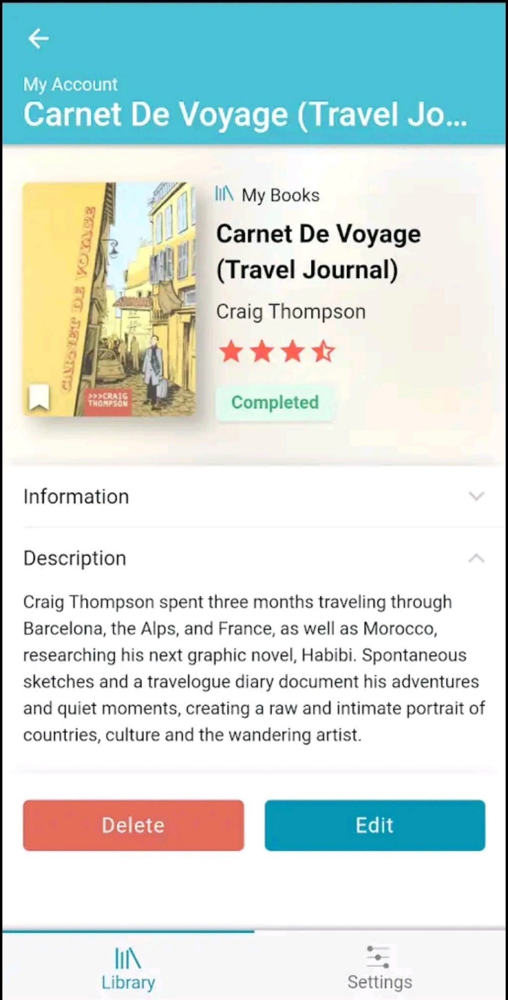 My Account
Carnet De Voyage (Travel Jo...
CARNET DE VOYAGE
>>>CRAIG
THOMPSON
My Books
Carnet De Voyage
(Travel Journal)
Craig Thompson
Completed
Information
Description
Craig Thompson spent three months traveling through
Barcelona, the Alps, and France, as well as Morocco,
researching his next graphic novel, Habibi. Spontaneous
sketches and a travelogue diary document his adventures
and quiet moments, creating a raw and intimate portrait of
countries, culture and the wandering artist.
Delete
Edit
Library
Settings